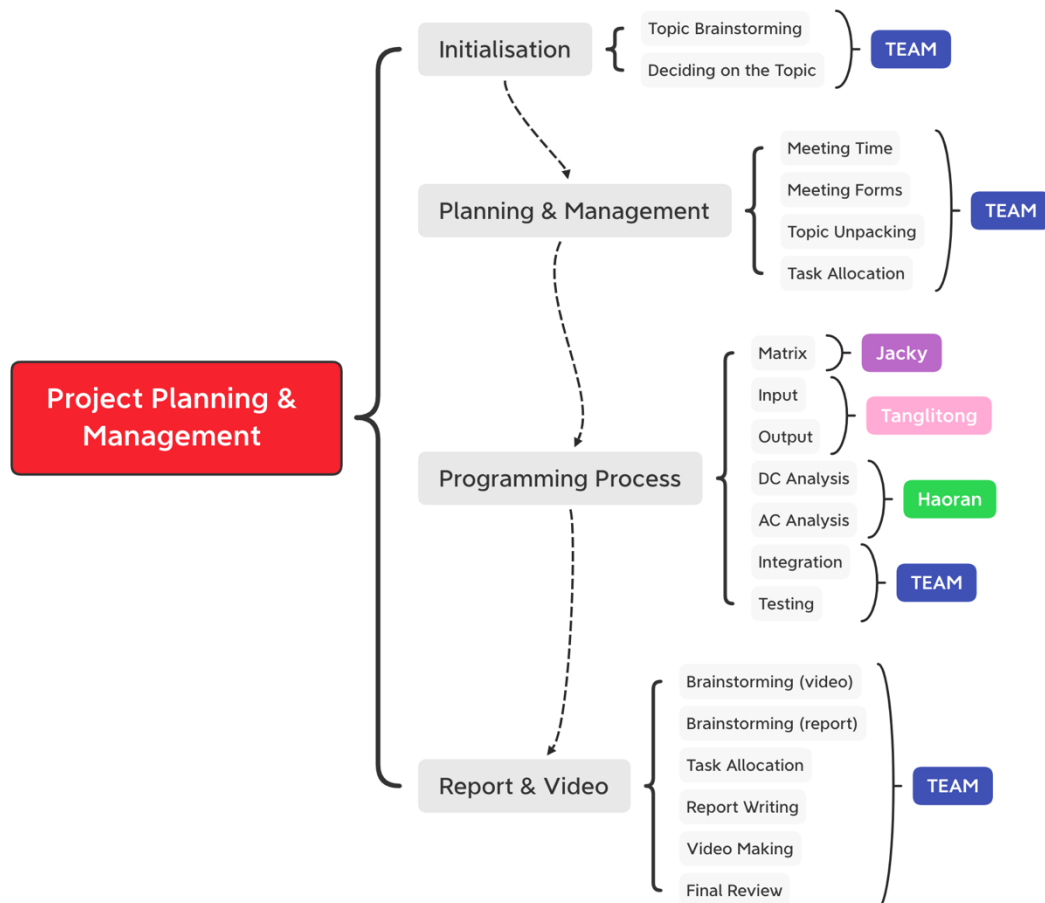 Project Planning &
Management
Initialisation
Topic Brainstorming
Deciding on the Topic
TEAM
Planning & Management
Meeting Time
Meeting Forms
Topic Unpacking
Task Allocation
TEAM
Programming Process
Matrix
Jacky
Input
Output
Tanglitong
DC Analysis
AC Analysis
Haoran
Integration
Testing
TEAM
Report & Video
Brainstorming (video)
Brainstorming (report)
Task Allocation
Report Writing
Video Making
Final Review
TEAM